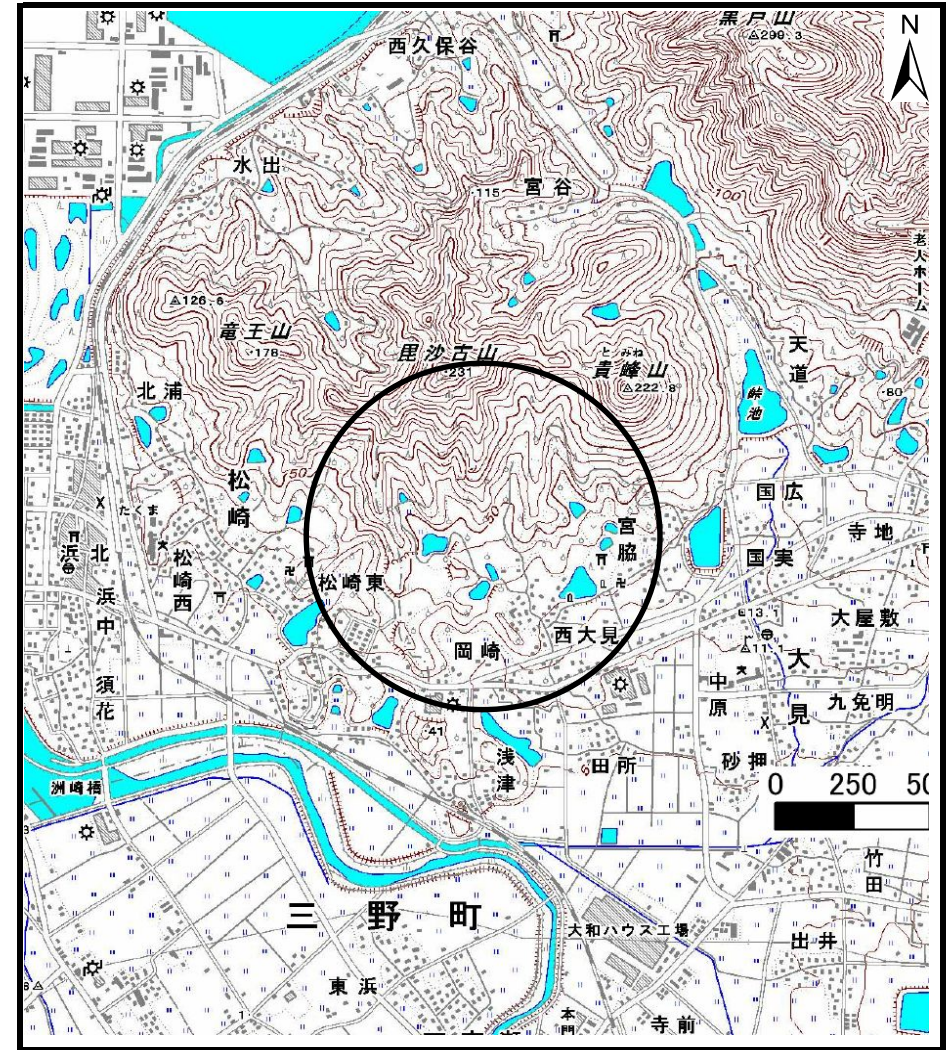 黒戸山
△299.3
N
西久保谷
水出
・115
宮谷
100
老人ホーム
△126.6
竜王山
・178
毘沙古山
・231
とみね
貴峰山
△222.8
天道
峠池
・80
北浦
松崎
50
50
国広
宮脇
寺地
たくま
北浜
松崎西
松崎東
国実
13.1
大屋敷
浜中
岡崎
西大見
△11.1
大見
須花
中原
九免明
・41
浅津
田所
砂押
洲崎橋
0 250 50
竹田
三野町
大和ハウス工場
出井
東浜
本門
寺前